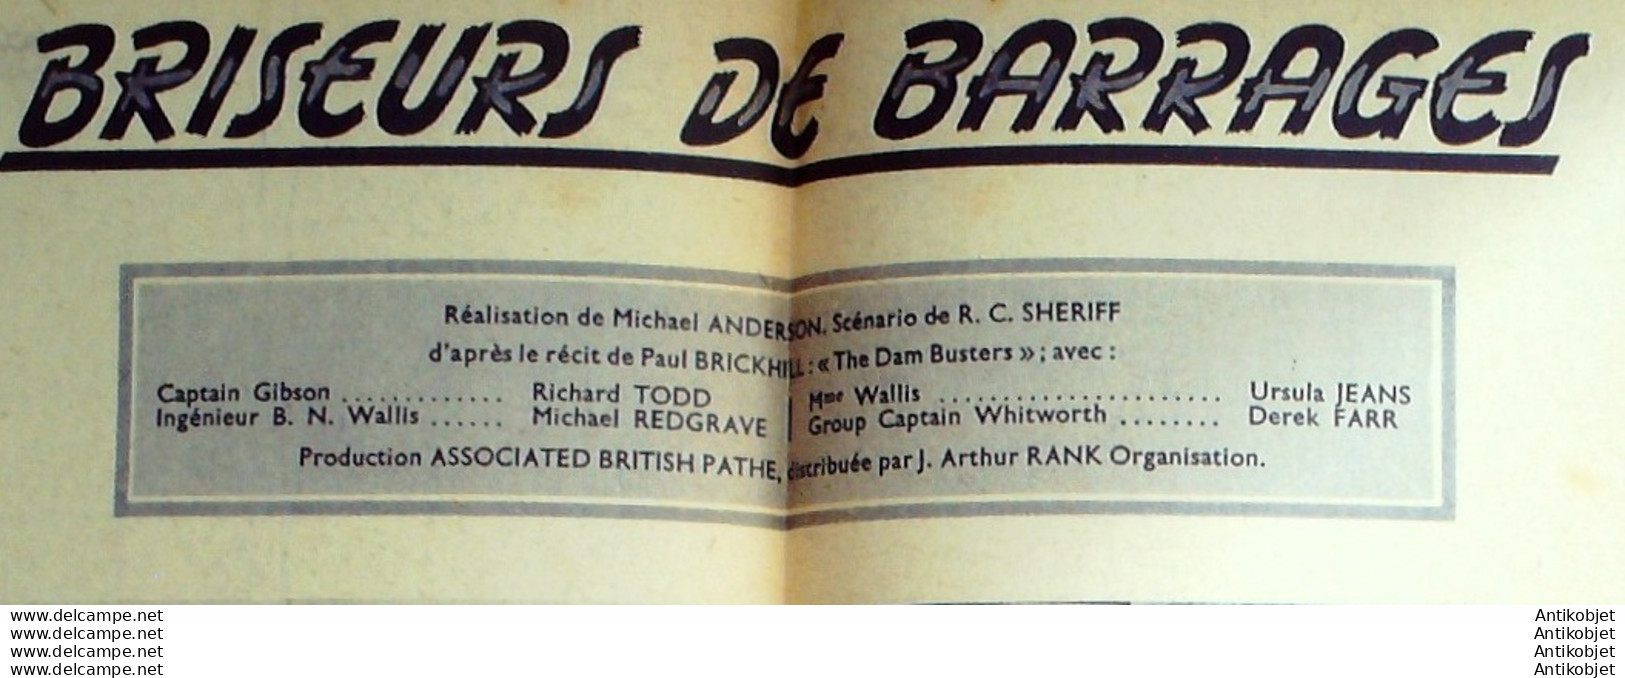 BRISEURS DE BARRAGES
Réalisation de Michael ANDERSON. Scénario de R. C. SHERIFF
d'après le récit de Paul BRICKHILL : « The Dam Busters » ; avec :
Captain Gibson ............. Richard TODD
Ingénieur B. N. Wallis ...... Michael REDGRAVE
Mme Wallis ....................... Ursula JEANS
Group Captain Whitworth ........ Derek FARR
Production ASSOCIATED BRITISH PATHE, distribuée par J. Arthur RANK Organisation.
www.delcampe.net
www.delcampe.net
www.delcampe.net
www.delcampe.net
Antikobjet
Antikobjet
Antikobjet
Antikobjet